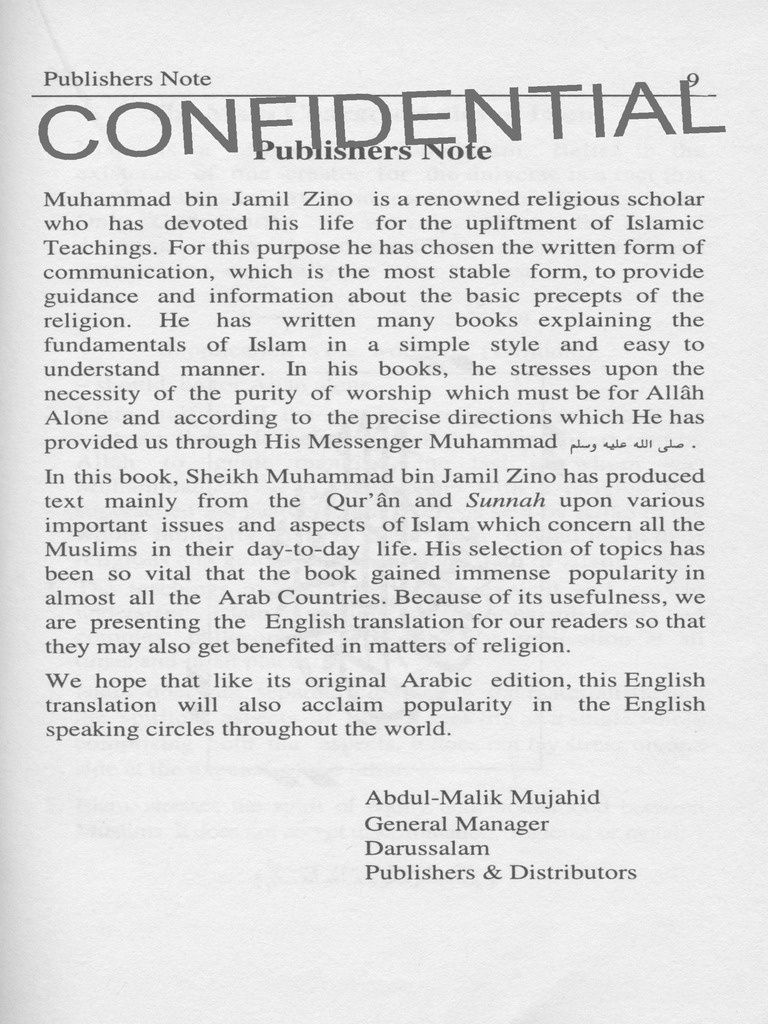 Publishers Note 9
CONFIDENTIAL
Publishers Note
Muhammad bin Jamil Zino is a renowned religious scholar
who has devoted his life for the upliftment of Islamic
Teachings. For this purpose he has chosen the written form of
communication, which is the most stable form, to provide
guidance and information about the basic precepts of the
religion. He has written many books explaining the
fundamentals of Islam in a simple style and easy to
understand manner. In his books, he stresses upon the
necessity of the purity of worship which must be for Allâh
Alone and according to the precise directions which He has
provided us through His Messenger Muhammad صلى الله عليه وسلم .
In this book, Sheikh Muhammad bin Jamil Zino has produced
text mainly from the Qur'ân and Sunnah upon various
important issues and aspects of Islam which concern all the
Muslims in their day-to-day life. His selection of topics has
been so vital that the book gained immense popularity in
almost all the Arab Countries. Because of its usefulness, we
are presenting the English translation for our readers so that
they may also get benefited in matters of religion.
We hope that like its original Arabic edition, this English
translation will also acclaim popularity in the English
speaking circles throughout the world.
Abdul-Malik Mujahid
General Manager
Darussalam
Publishers & Distributors